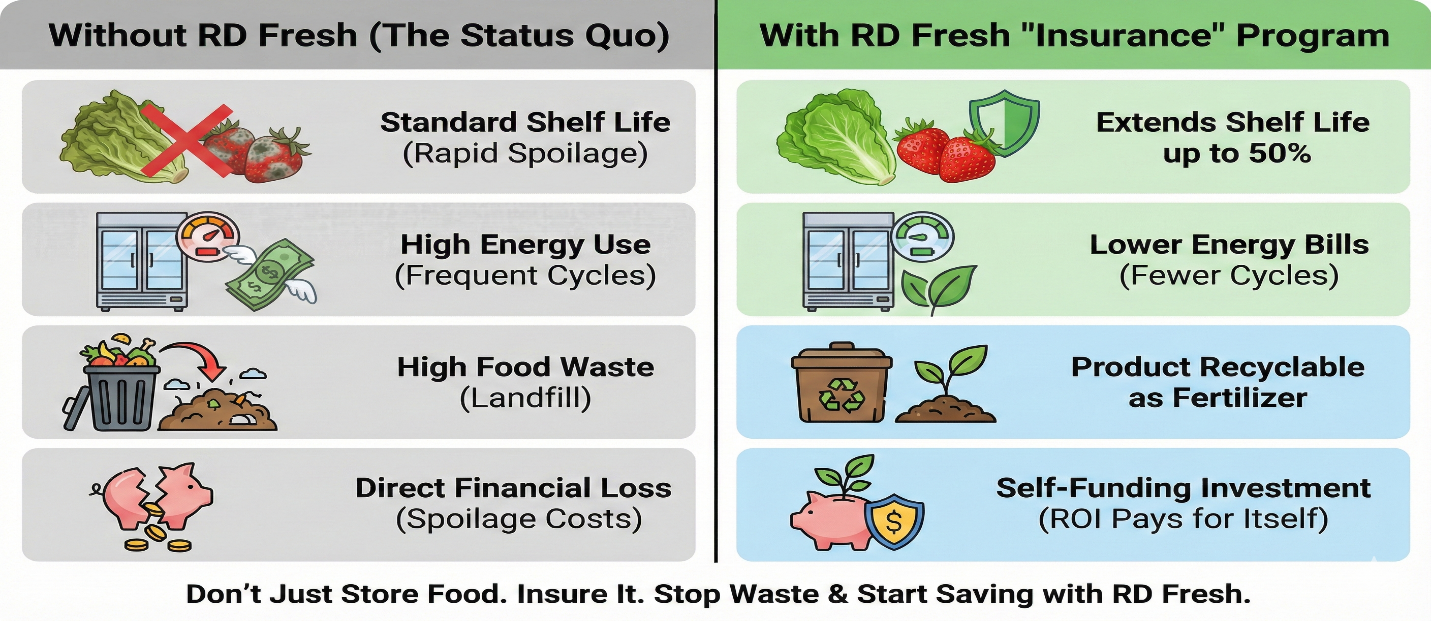 Without RD Fresh (The Status Quo)
With RD Fresh "Insurance" Program
Standard Shelf Life
(Rapid Spoilage)
Extends Shelf Life
up to 50%
High Energy Use
(Frequent Cycles)
Lower Energy Bills
(Fewer Cycles)
High Food Waste
(Landfill)
Product Recyclable
as Fertilizer
Direct Financial Loss
(Spoilage Costs)
$
Self-Funding Investment
(ROI Pays for Itself)
Don’t Just Store Food. Insure It. Stop Waste & Start Saving with RD Fresh.